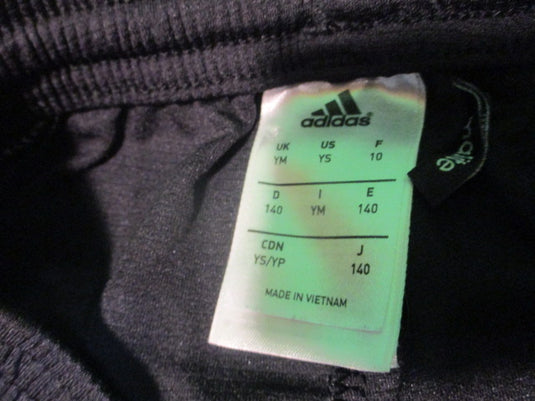 adidas
UK US F
YM YS 10
D I E
140 YM 140
CDN J
YS/YP 140
MADE IN VIETNAM